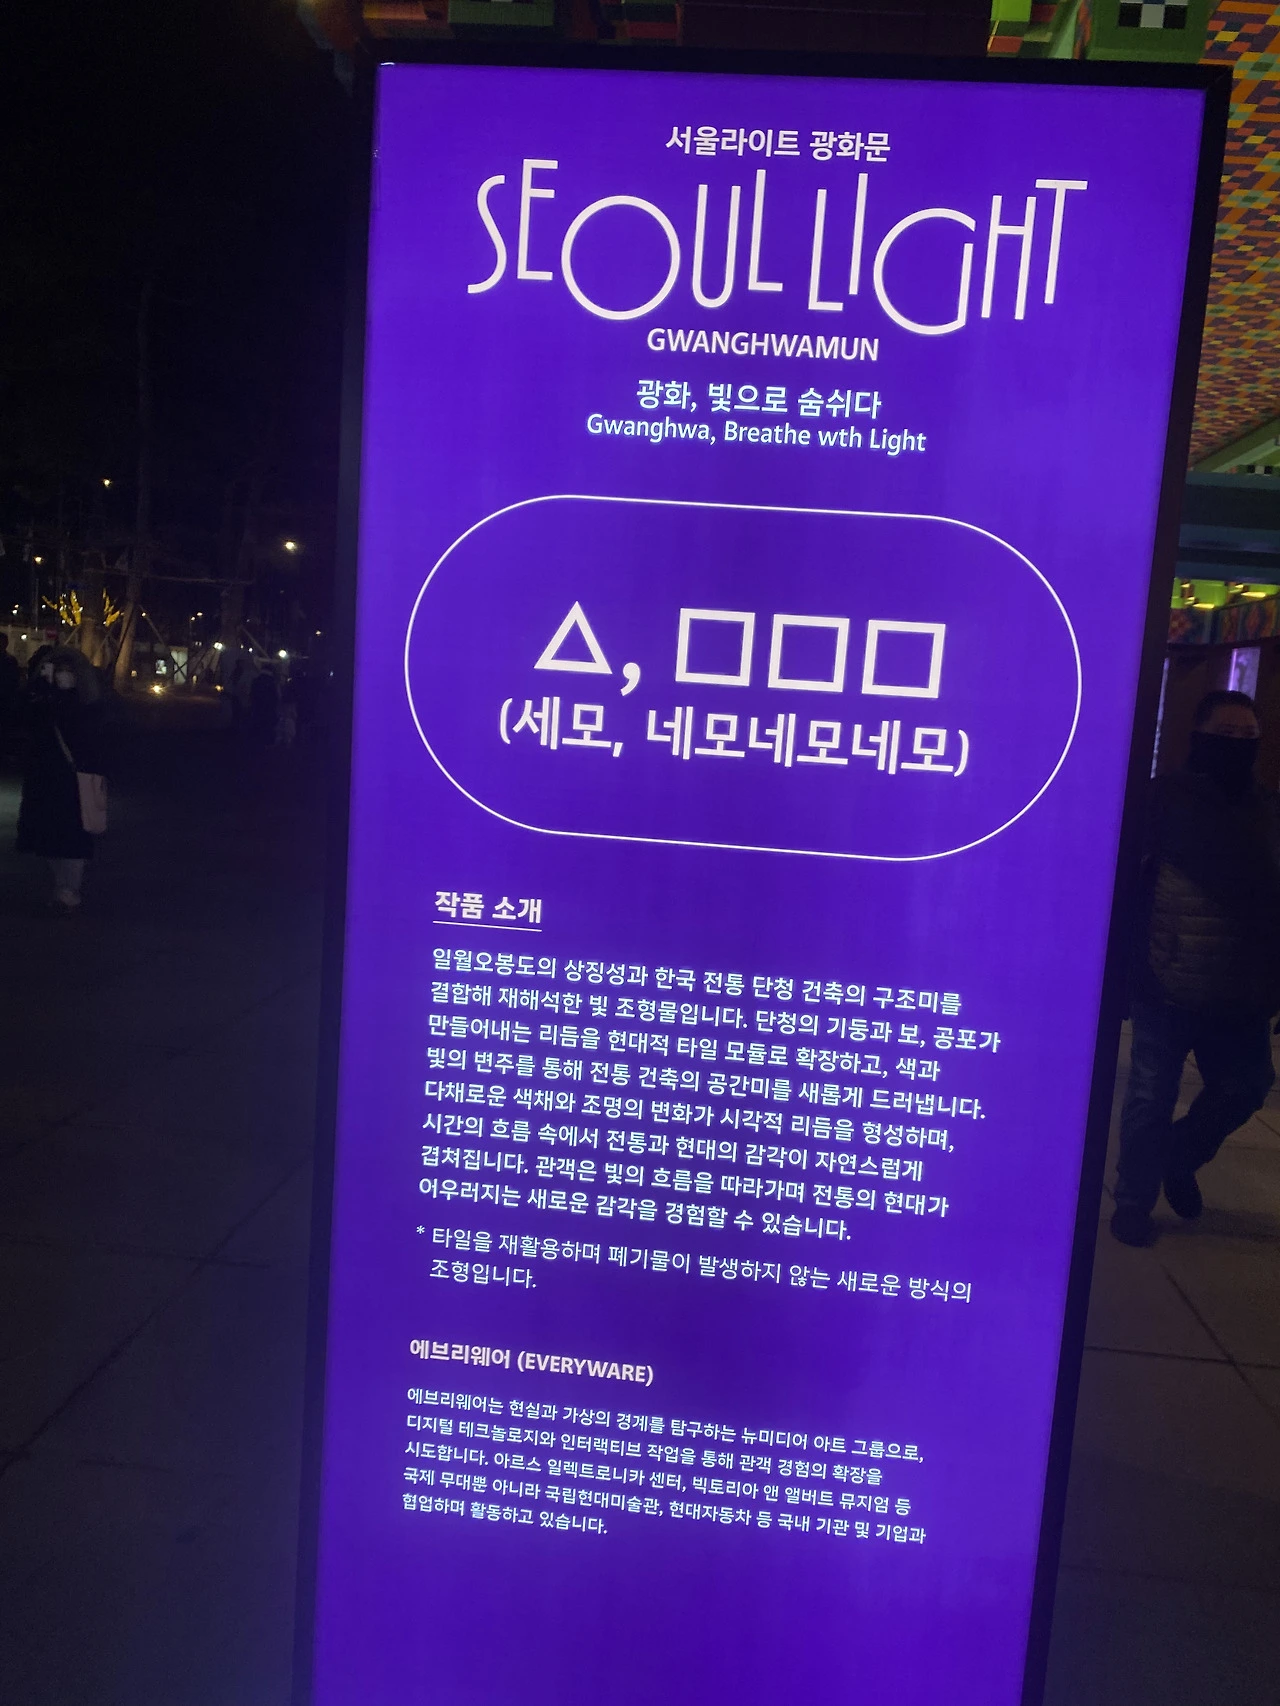 서울라이트 광화문
SEOUL LIGHT
GWANGHWAMUN
광화, 빛으로 숨쉬다
Gwanghwa, Breathe wth Light
△, □□□
(세모, 네모네모네모)
작품 소개
일월오봉도의 상징성과 한국 전통 단청 건축의 구조미를
결합해 재해석한 빛 조형물입니다. 단청의 기둥과 보, 공포가
만들어내는 리듬을 현대적 타일 모듈로 확장하고, 색과
빛의 변주를 통해 전통 건축의 공간미를 새롭게 드러냅니다.
다채로운 색채와 조명의 변화가 시각적 리듬을 형성하며,
시간의 흐름 속에서 전통과 현대의 감각이 자연스럽게
겹쳐집니다. 관객은 빛의 흐름을 따라가며 전통의 현대가
어우러지는 새로운 감각을 경험할 수 있습니다.
* 타일을 재활용하며 폐기물이 발생하지 않는 새로운 방식의
조형입니다.
에브리웨어 (EVERYWARE)
에브리웨어는 현실과 가상의 경계를 탐구하는 뉴미디어 아트 그룹으로,
디지털 테크놀로지와 인터랙티브 작업을 통해 관객 경험의 확장을
시도합니다. 아르스 일렉트로니카 센터, 빅토리아 앤 앨버트 뮤지엄 등
국제 무대뿐 아니라 국립현대미술관, 현대자동차 등 국내 기관 및 기업과
협업하며 활동하고 있습니다.